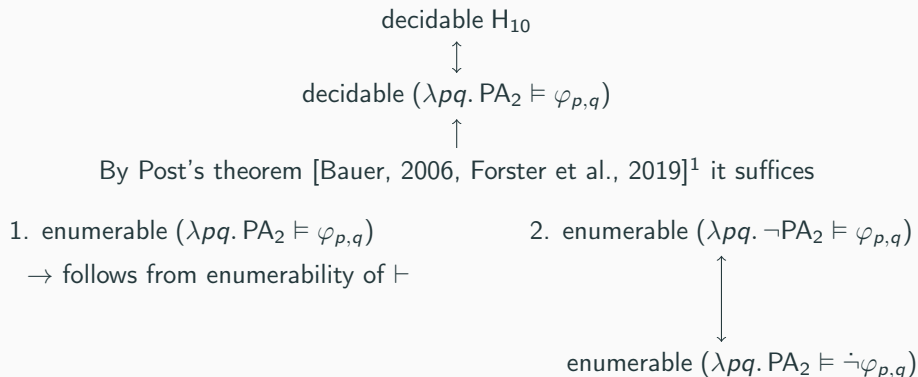 decidable H₁₀
decidable (λpq. PA₂ ⊨ φ_{p,q})
By Post's theorem [Bauer, 2006, Forster et al., 2019]¹ it suffices
1. enumerable (λpq. PA₂ ⊨ φ_{p,q})
→ follows from enumerability of ⊢
2. enumerable (λpq. ¬PA₂ ⊨ φ_{p,q})
enumerable (λpq. PA₂ ⊨ ¬̇φ_{p,q})